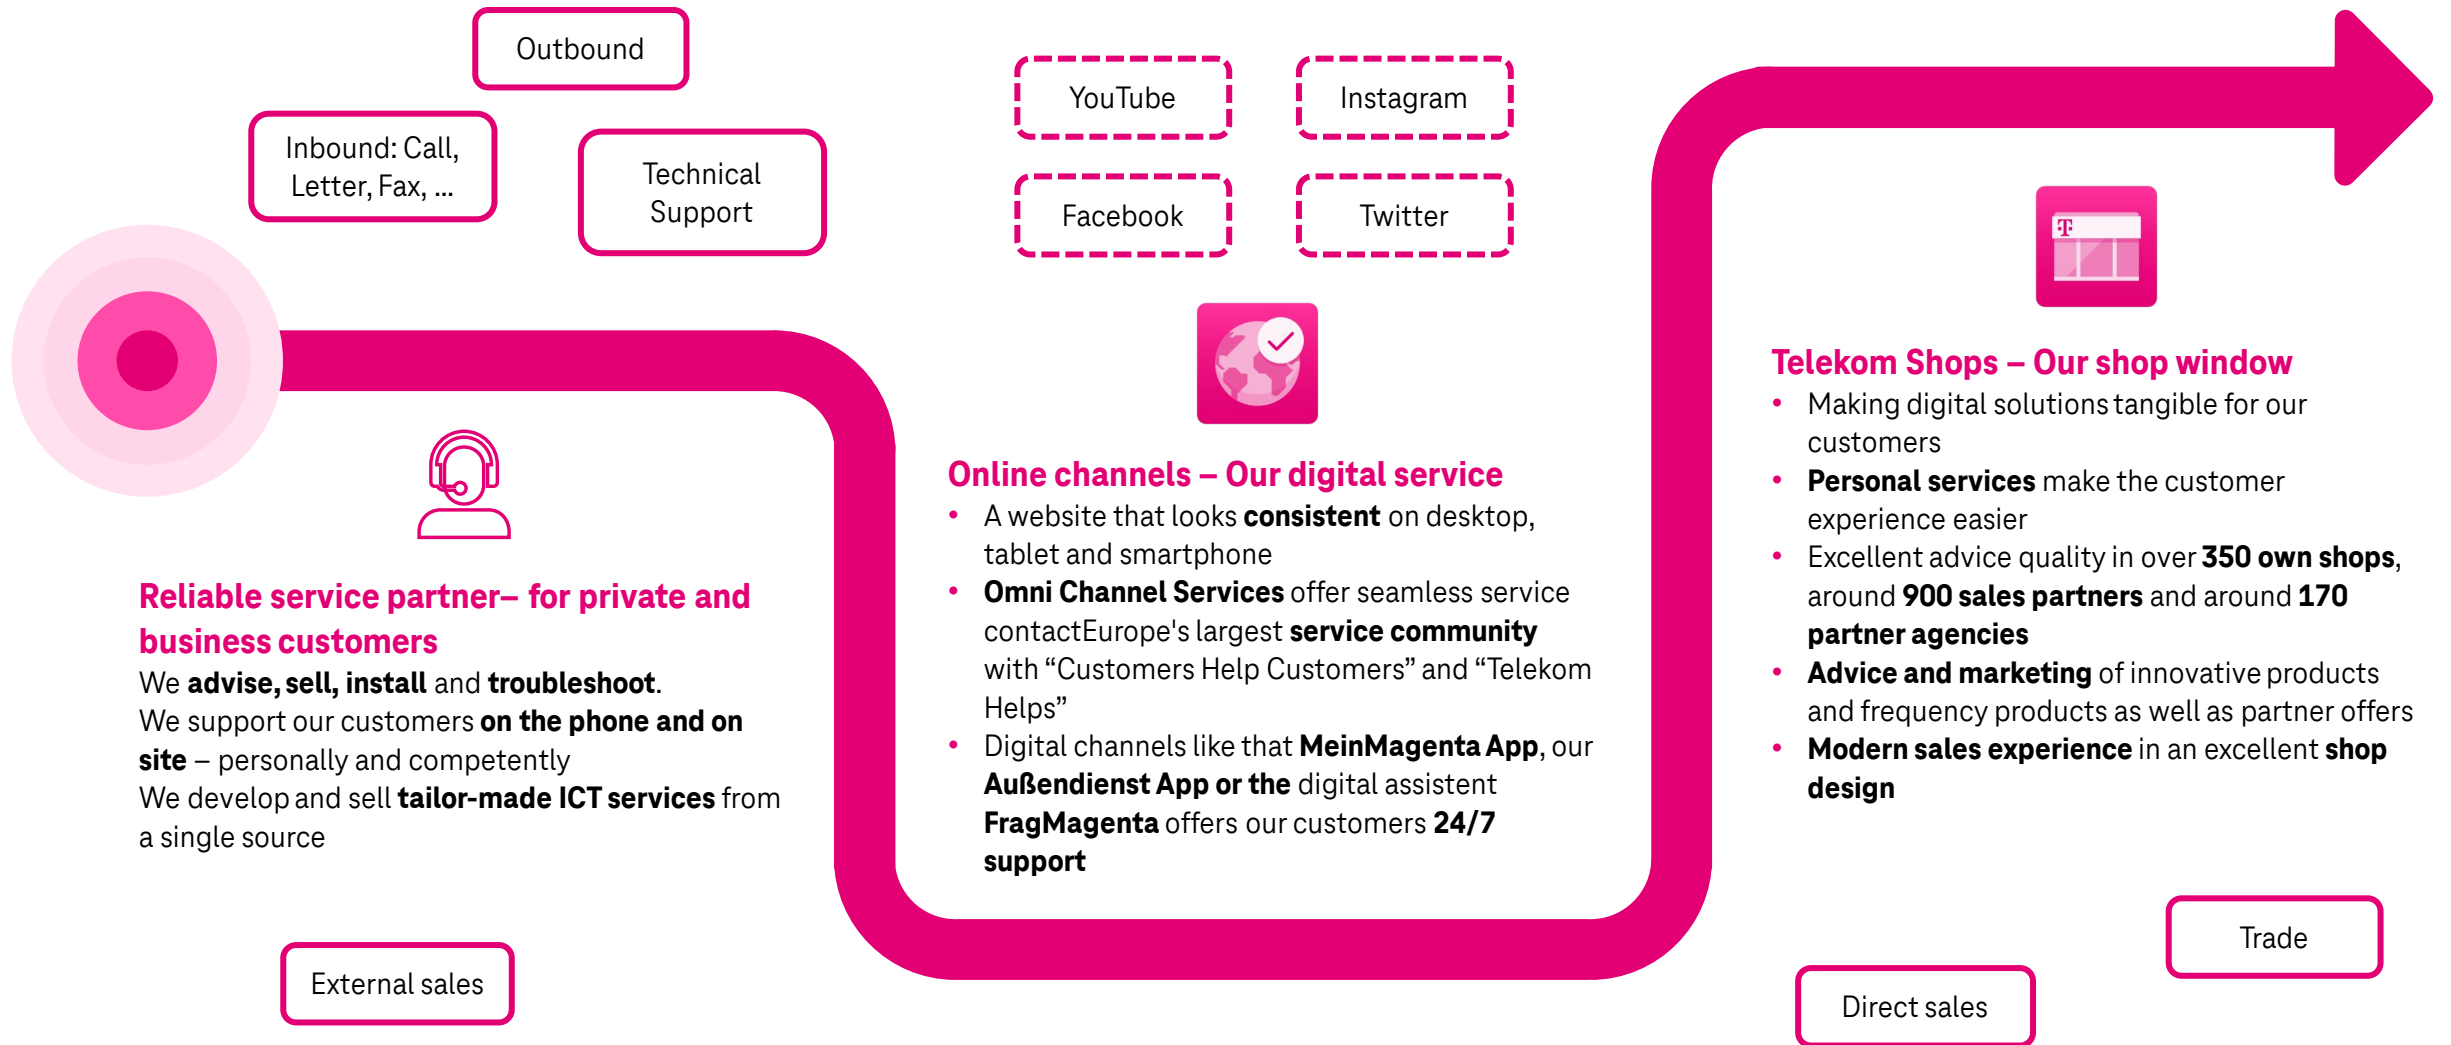 Outbound
Inbound: Call,
Letter, Fax, ...
Technical
Support
Reliable service partner– for private and
business customers
We advise, sell, install and troubleshoot.
We support our customers on the phone and on
site – personally and competently
We develop and sell tailor-made ICT services from
a single source
External sales
YouTube
Instagram
Facebook
Twitter
Online channels – Our digital service
• A website that looks consistent on desktop,
tablet and smartphone
• Omni Channel Services offer seamless service
contactEurope's largest service community
with “Customers Help Customers” and “Telekom
Helps”
• Digital channels like that MeinMagenta App, our
Außendienst App or the digital assistent
FragMagenta offers our customers 24/7
support
T
Telekom Shops – Our shop window
• Making digital solutions tangible for our
customers
• Personal services make the customer
experience easier
• Excellent advice quality in over 350 own shops,
around 900 sales partners and around 170
partner agencies
• Advice and marketing of innovative products
and frequency products as well as partner offers
• Modern sales experience in an excellent shop
design
Trade
Direct sales